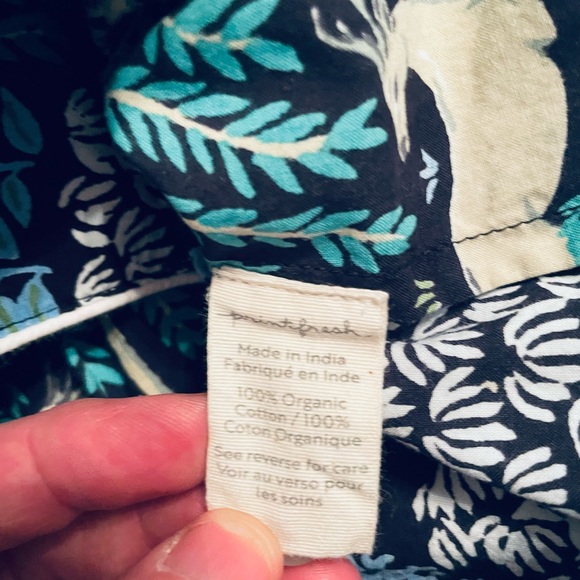 printfresh
Made in India
Fabriqué en Inde
100% Organic
Cotton / 100%
Coton Organique
See reverse for care
Voir au verso pour
les soins